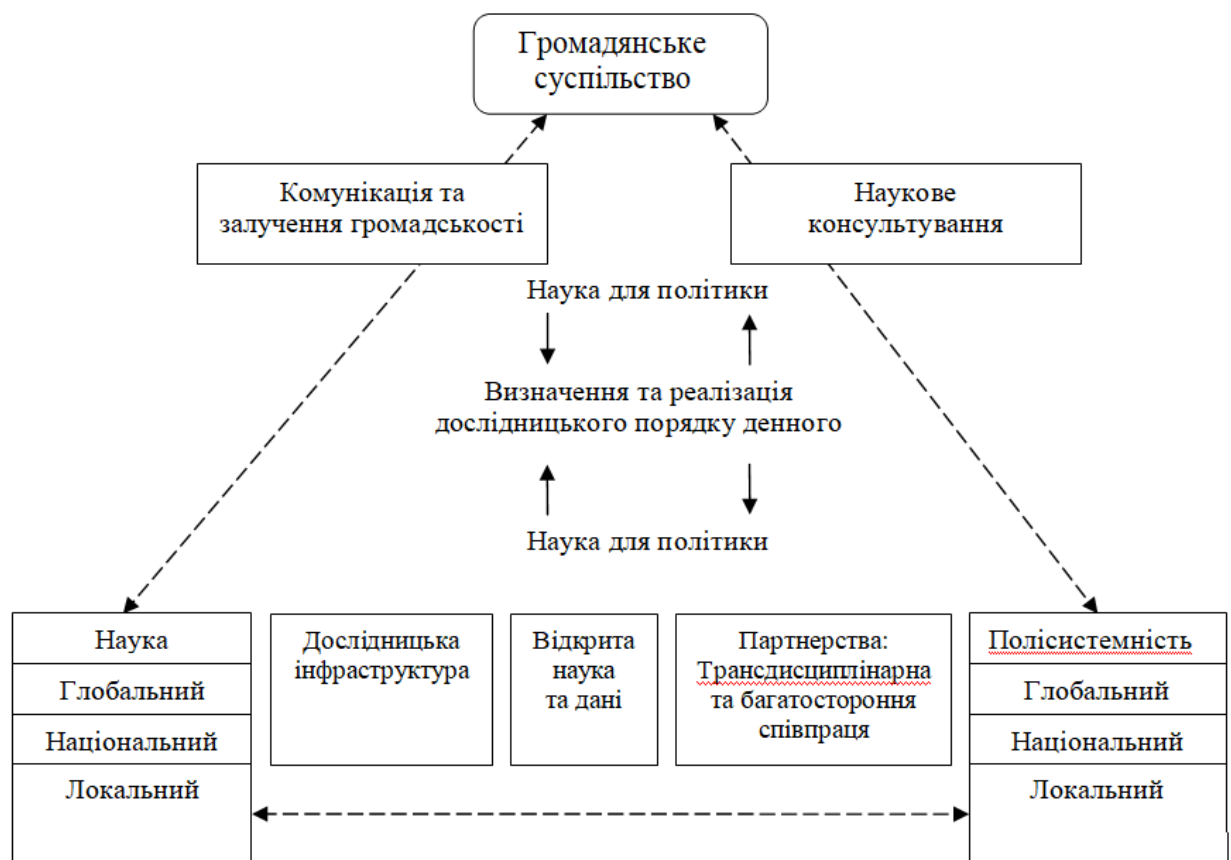 Громадянське
суспільство
Комунікація та
залучення громадськості
Наукове
консультування
Наука для політики
Визначення та реалізація
дослідницького порядку денного
Наука для політики
Наука
Глобальний
Національний
Локальний
Дослідницька
інфраструктура
Відкрита
наука
та дані
Партнерства:
Трансдисциплінарна
та багатостороння
співпраця
Полісистемність
Глобальний
Національний
Локальний